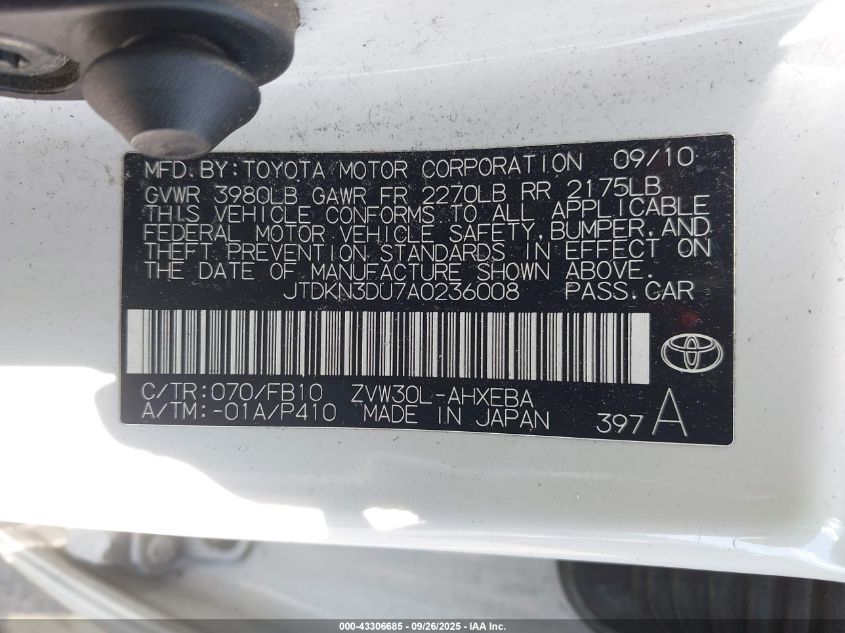 MFD.BY:TOYOTA MOTOR CORPORATION 09/10
GVWR 3980LB GAWR FR 2270LB RR 2175LB
THIS VEHICLE CONFORMS TO ALL APPLICABLE
FEDERAL MOTOR VEHICLE SAFETY,BUMPER,AND
THEFT PREVENTION STANDARDS IN EFFECT ON
THE DATE OF MANUFACTURE SHOWN ABOVE.
JTDKN3DU7A0236008 PASS.CAR
C/TR:070/FB10 ZVW30L-AHXEBA
A/TM:-01A/P410 MADE IN JAPAN 397 A
000-43306685 - 09/26/2025 - IAA Inc.